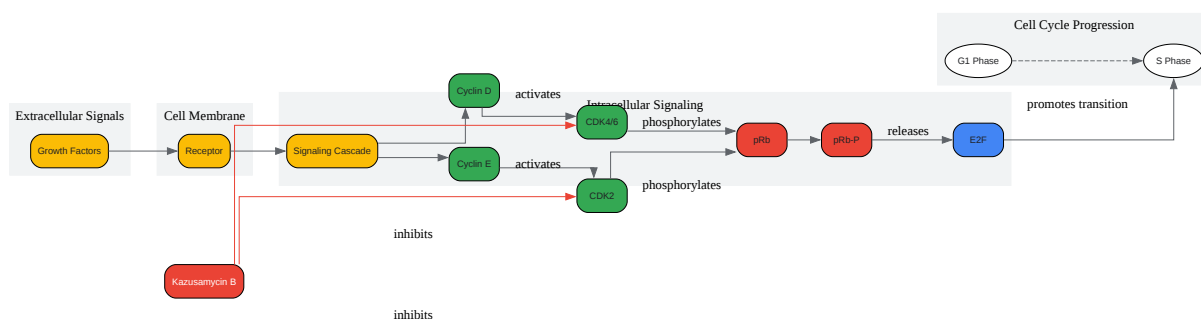 Cell Cycle Progression
G1 Phase
S Phase
Extracellular Signals
Growth Factors
Cell Membrane
Receptor
Intracellular Signaling
Signaling Cascade
Cyclin D
activates
CDK4/6
phosphorylates
Cyclin E
activates
CDK2
phosphorylates
pRb
pRb-P
releases
E2F
promotes transition
inhibits
Kazusamycin B
inhibits